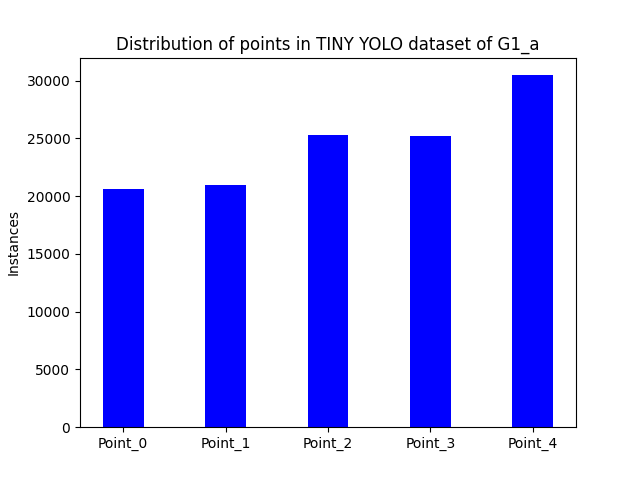 Distribution of points in TINY YOLO dataset of G1_a
30000
25000
20000
15000
10000
5000
0
Instances
Point_0 Point_1 Point_2 Point_3 Point_4